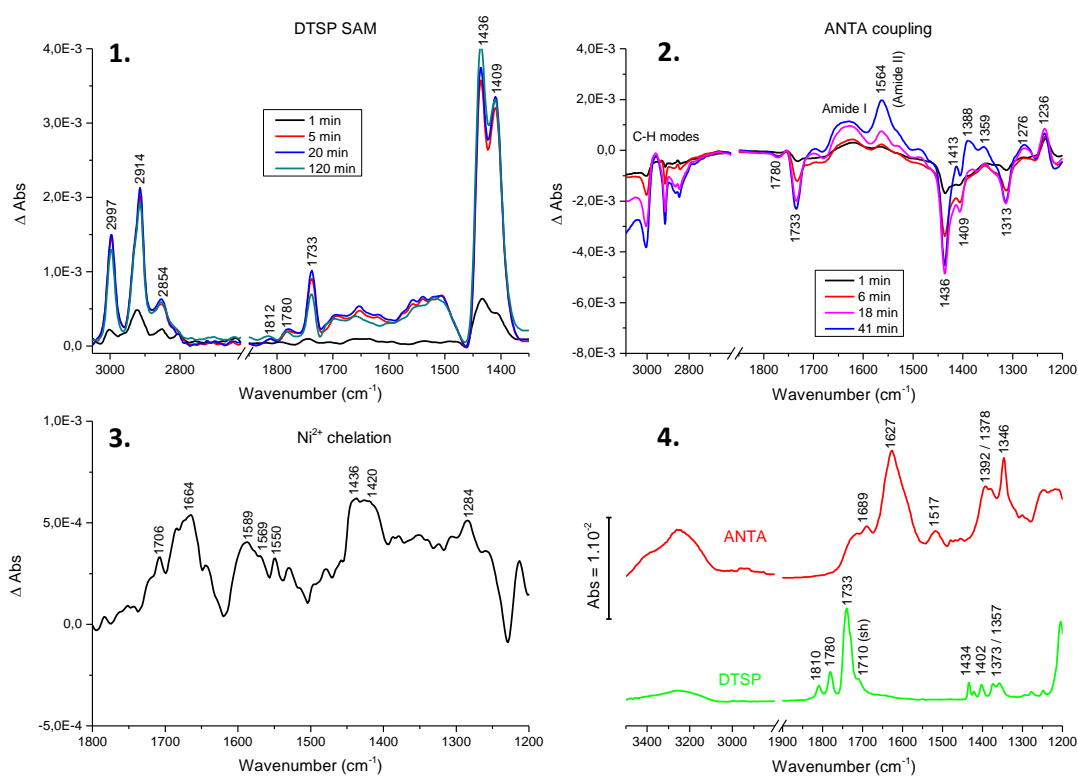 DTSP SAM
1.
4,0E-3
3,0E-3
2,0E-3
1,0E-3
0,0
Δ Abs
1 min
5 min
20 min
120 min
2997
2914
2854
1812
1780
1733
1436
1409
3000 2800 1800 1700 1600 1500 1400
Wavenumber (cm⁻¹)
ANTA coupling
2.
4,0E-3
2,0E-3
0,0
-2,0E-3
-4,0E-3
-6,0E-3
-8,0E-3
Δ Abs
C-H modes
Amide I
1564
(Amide II)
1780
1733
1436
1409
1413
1388
1359
1313
1276
1236
1 min
6 min
18 min
41 min
3000 2800 1800 1700 1600 1500 1400 1300 1200
Wavenumber (cm⁻¹)
Ni²⁺ chelation
3.
1,0E-3
5,0E-4
0,0
-5,0E-4
Δ Abs
1706
1664
1589
1569
1550
1436
1420
1284
1800 1700 1600 1500 1400 1300 1200
Wavenumber (cm⁻¹)
4.
Abs = 1.10⁻²
ANTA
1689
1627
1517
1392 / 1378
1346
DTSP
1810
1780
1733
1710 (sh)
1434
1402
1373 / 1357
3400 3200 3000 1900 1800 1700 1600 1500 1400 1300 1200
Wavenumber (cm⁻¹)